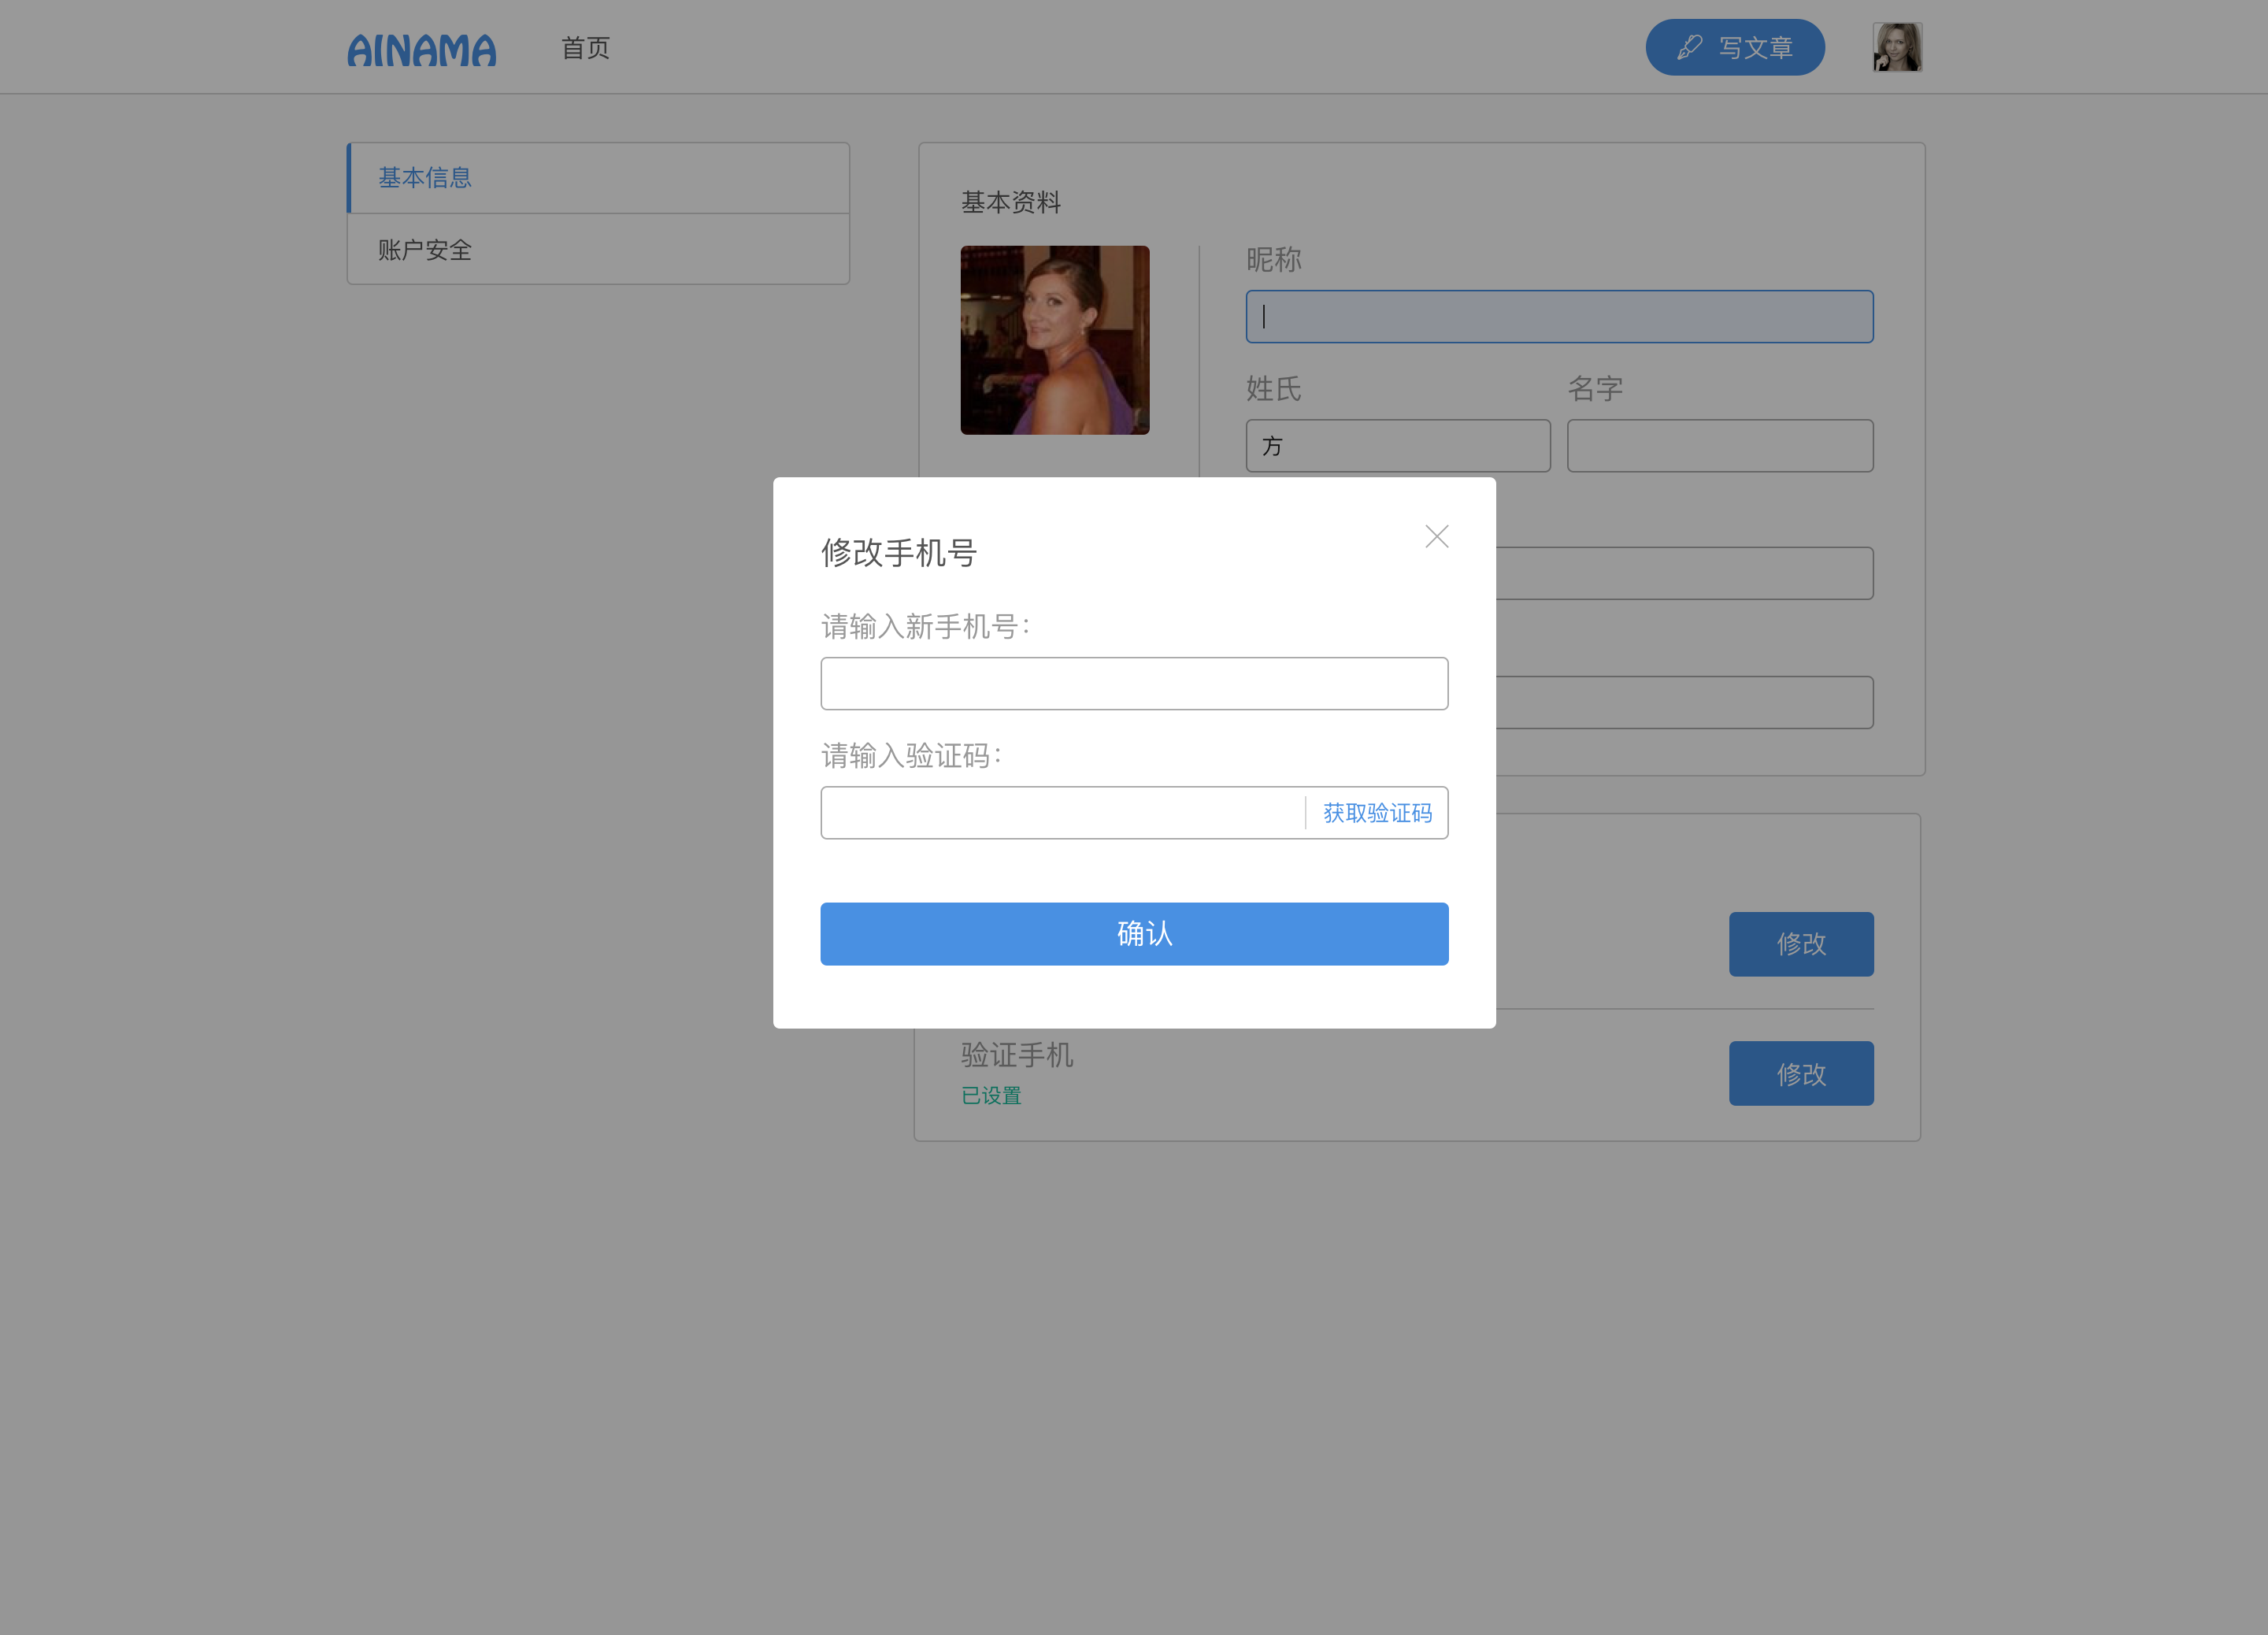 AINAMA
首页
写文章
基本信息
账户安全
基本资料
昵称
姓氏
名字
方
修改手机号
请输入新手机号：
请输入验证码：
获取验证码
确认
修改
验证手机
已设置
修改